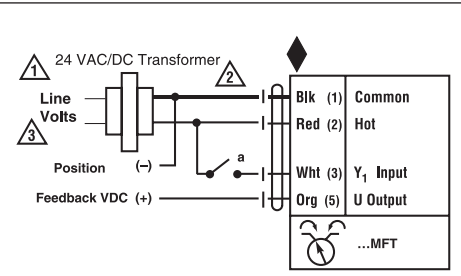 1 24 VAC/DC Transformer 2
Line
Volts
3
Blk (1) Common
Red (2) Hot
a
Position (–)
Wht (3) Y1 Input
Feedback VDC (+)
Org (5) U Output
...MFT